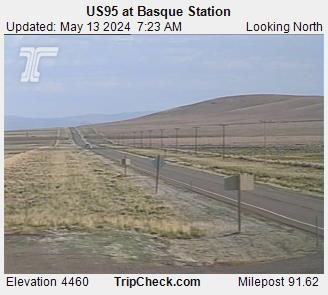 US95 at Basque Station
Updated: May 13 2024 7:23 AM Looking North
Elevation 4460 TripCheck.com Milepost 91.62